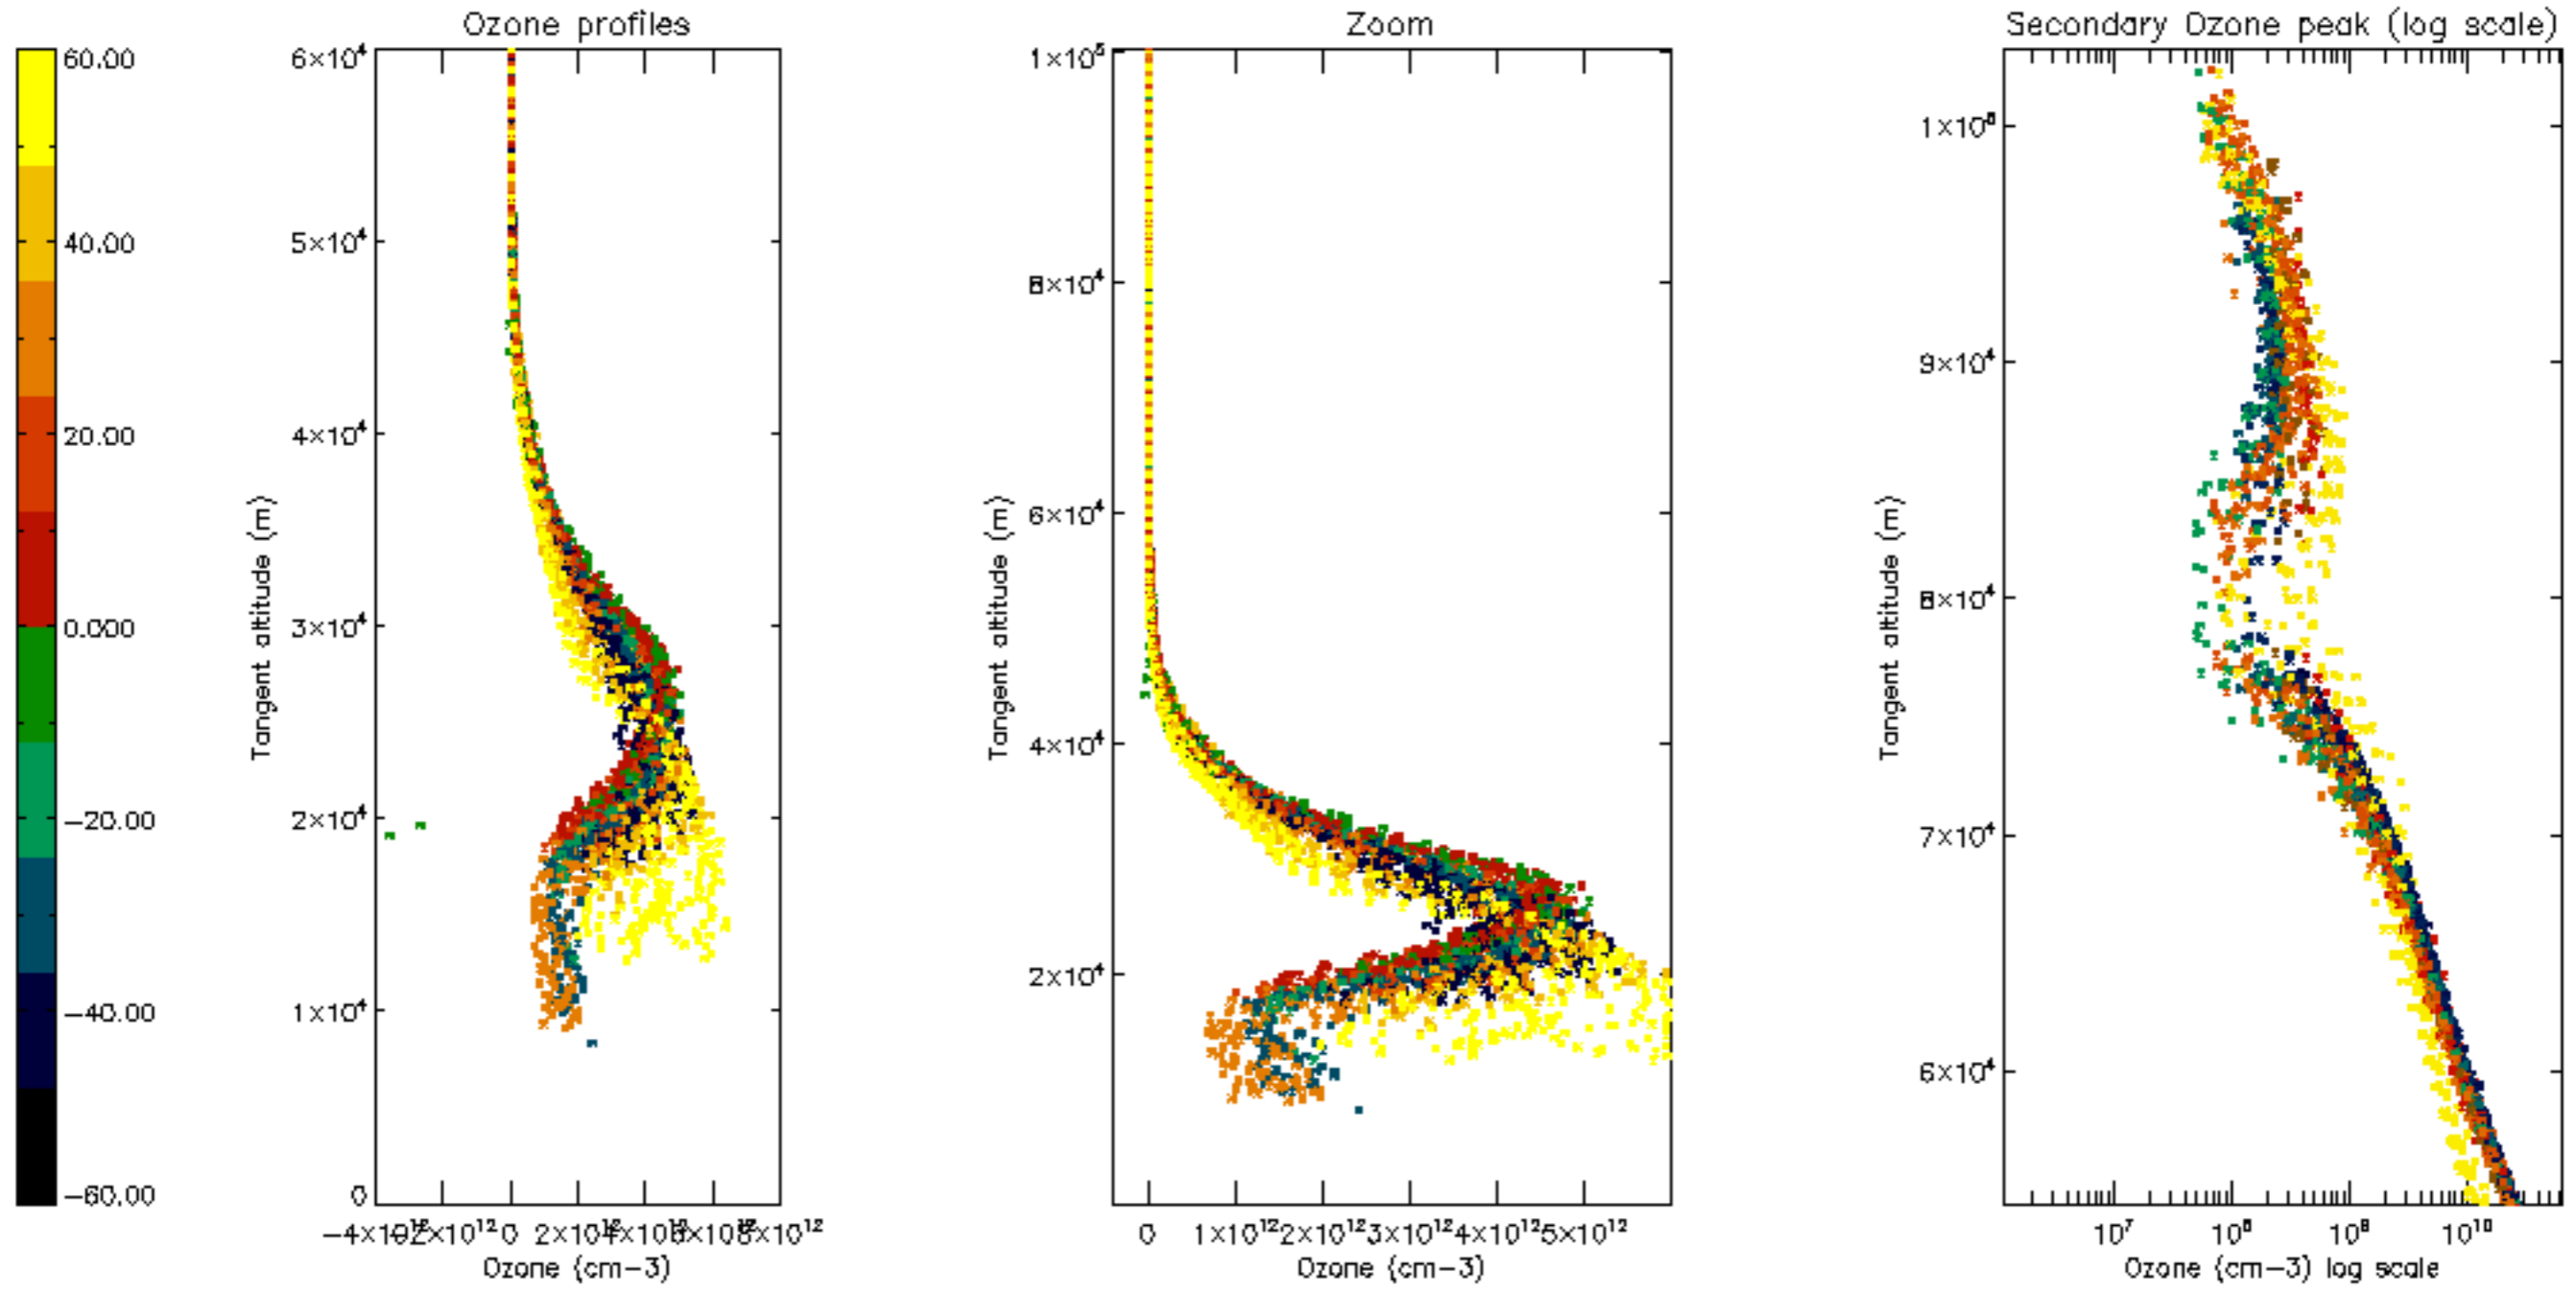 Ozone profiles
Zoom
Secondary Ozone peak (log scale)
60.00
40.00
20.00
0.000
−20.00
−40.00
−60.00
6×10⁴
5×10⁴
4×10⁴
3×10⁴
2×10⁴
1×10⁴
0
Tangent altitude (m)
0
Ozone (cm−3)
1×10⁵
8×10⁴
6×10⁴
4×10⁴
2×10⁴
Tangent altitude (m)
0 1×10¹² 2×10¹² 3×10¹² 4×10¹² 5×10¹²
Ozone (cm−3)
1×10⁵
9×10⁴
8×10⁴
7×10⁴
6×10⁴
Tangent altitude (m)
10⁷ 10⁸ 10⁹ 10¹⁰
Ozone (cm−3) log scale